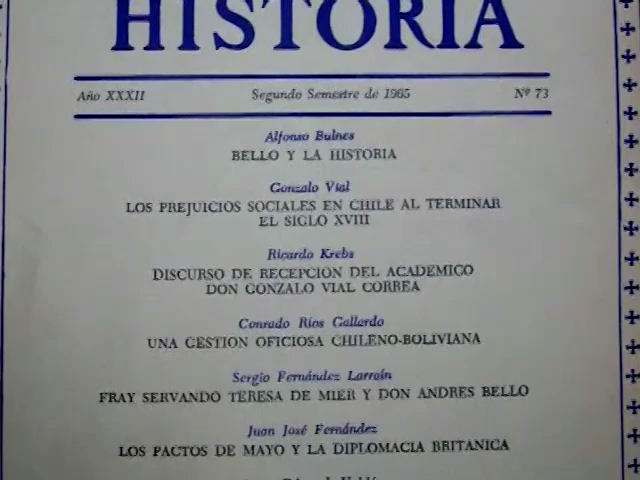 HISTORIA
Año XXXII Segundo Semestre de 1965 Nº 73
Alfonso Bulnes
BELLO Y LA HISTORIA
Gonzalo Vial
LOS PREJUICIOS SOCIALES EN CHILE AL TERMINAR
EL SIGLO XVIII
Ricardo Krebs
DISCURSO DE RECEPCION DEL ACADEMICO
DON GONZALO VIAL CORREA
Conrado Ríos Gallardo
UNA GESTION OFICIOSA CHILENO-BOLIVIANA
Sergio Fernández Larraín
FRAY SERVANDO TERESA DE MIER Y DON ANDRES BELLO
Juan José Fernández
LOS PACTOS DE MAYO Y LA DIPLOMACIA BRITANICA